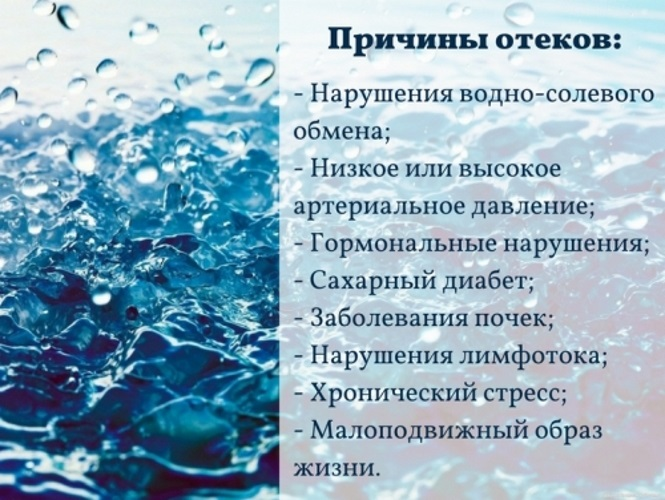 Причины отеков:
- Нарушения водно-солевого
обмена;
- Низкое или высокое
артериальное давление;
- Гормональные нарушения;
- Сахарный диабет;
- Заболевания почек;
- Нарушения лимфотока;
- Хронический стресс;
- Малоподвижный образ
жизни.